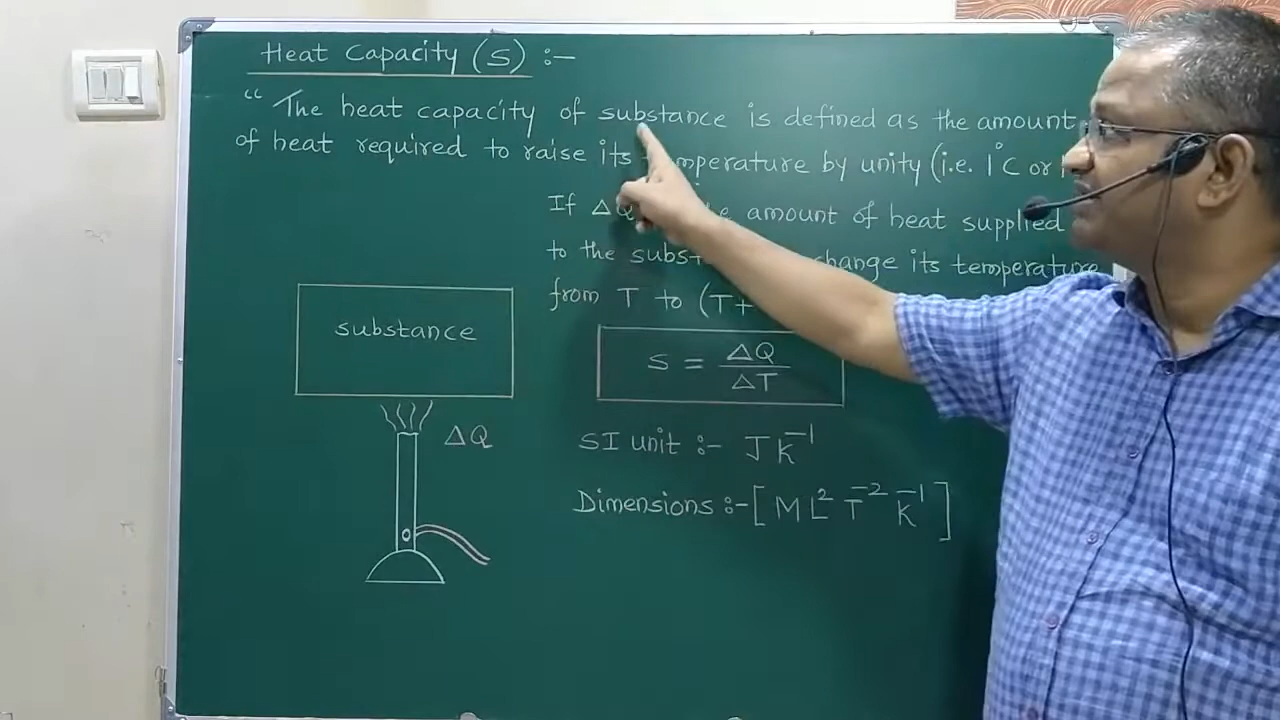 Heat Capacity (S) :-
“ The heat capacity of substance is defined as the amount
of heat required to raise its temperature by unity (i.e. 1°C or
If ΔQ amount of heat supplied
to the change its temperature
from T to (T+
substance
S = ΔQ / ΔT
ΔQ
SI unit :- J K⁻¹
Dimensions :- [ M L² T⁻² K⁻¹ ]